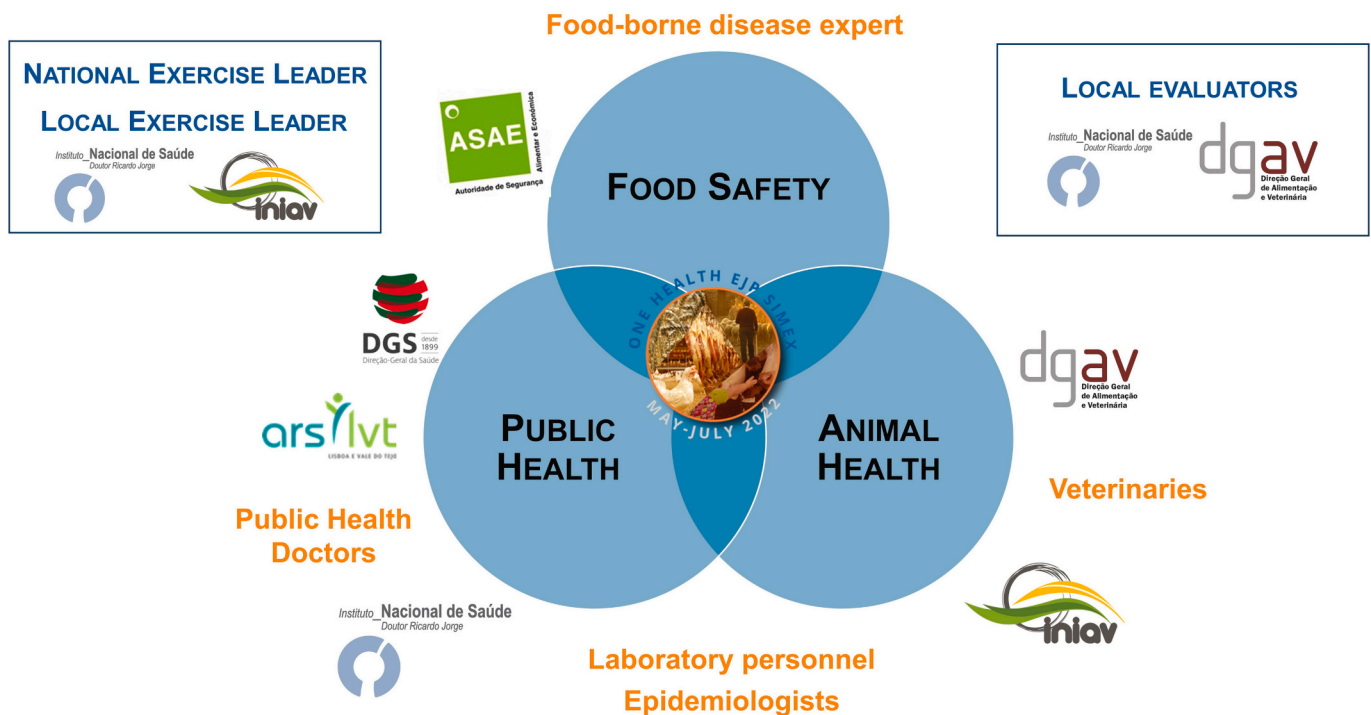 Food-borne disease expert
NATIONAL EXERCISE LEADER
LOCAL EXERCISE LEADER
Instituto_Nacional de Saúde
Doutor Ricardo Jorge
iniav
ASAE
Autoridade de Segurança
Alimentar e Económica
LOCAL EVALUATORS
Instituto_Nacional de Saúde
Doutor Ricardo Jorge
dgav
Direção Geral
de Alimentação
e Veterinária
FOOD SAFETY
ONE HEALTH EJP SIMEX
MAY-JULY 2022
DGS desde
1899
Direção-Geral da Saúde
ars lvt
LISBOA E VALE DO TEJO
PUBLIC
HEALTH
ANIMAL
HEALTH
dgav
Direção Geral
de Alimentação
e Veterinária
Public Health
Doctors
Veterinaries
Instituto_Nacional de Saúde
Doutor Ricardo Jorge
iniav
Laboratory personnel
Epidemiologists